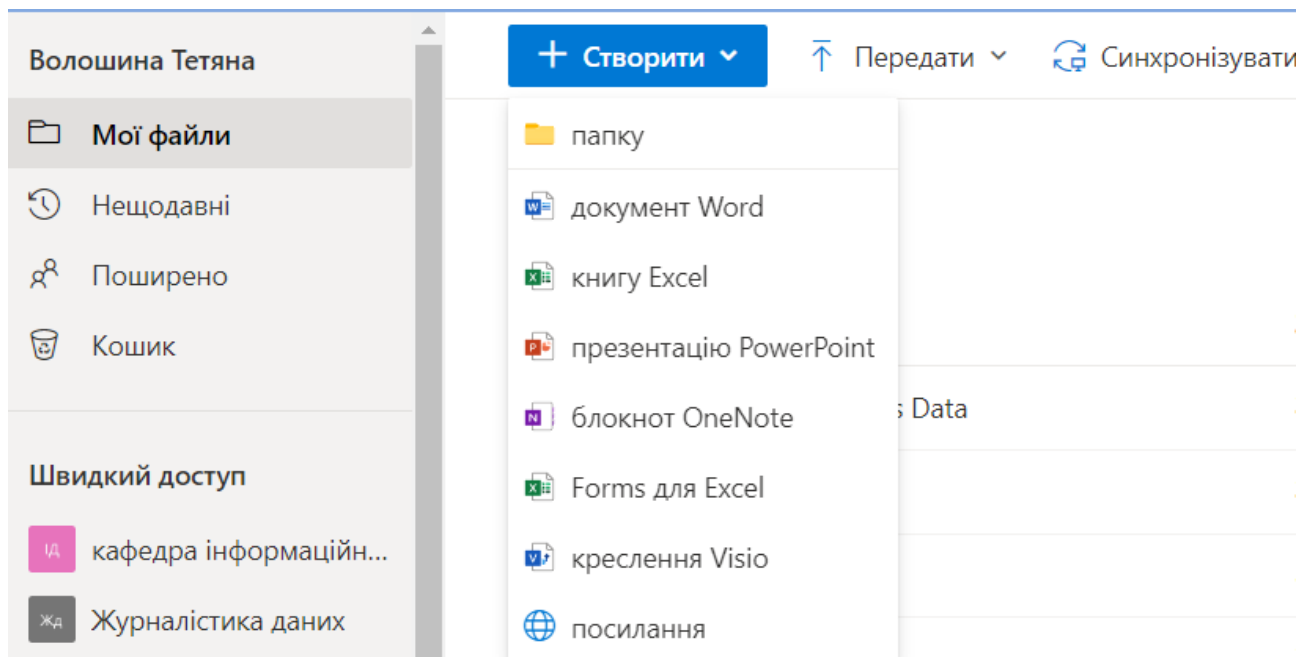 Волошина Тетяна
Мої файли
Нещодавні
Поширено
Кошик
Швидкий доступ
ІД кафедра інформаційн...
Жд Журналістика даних
Створити
Передати
Синхронізувати
папку
документ Word
книгу Excel
презентацію PowerPoint
блокнот OneNote
Forms для Excel
креслення Visio
посилання
s Data